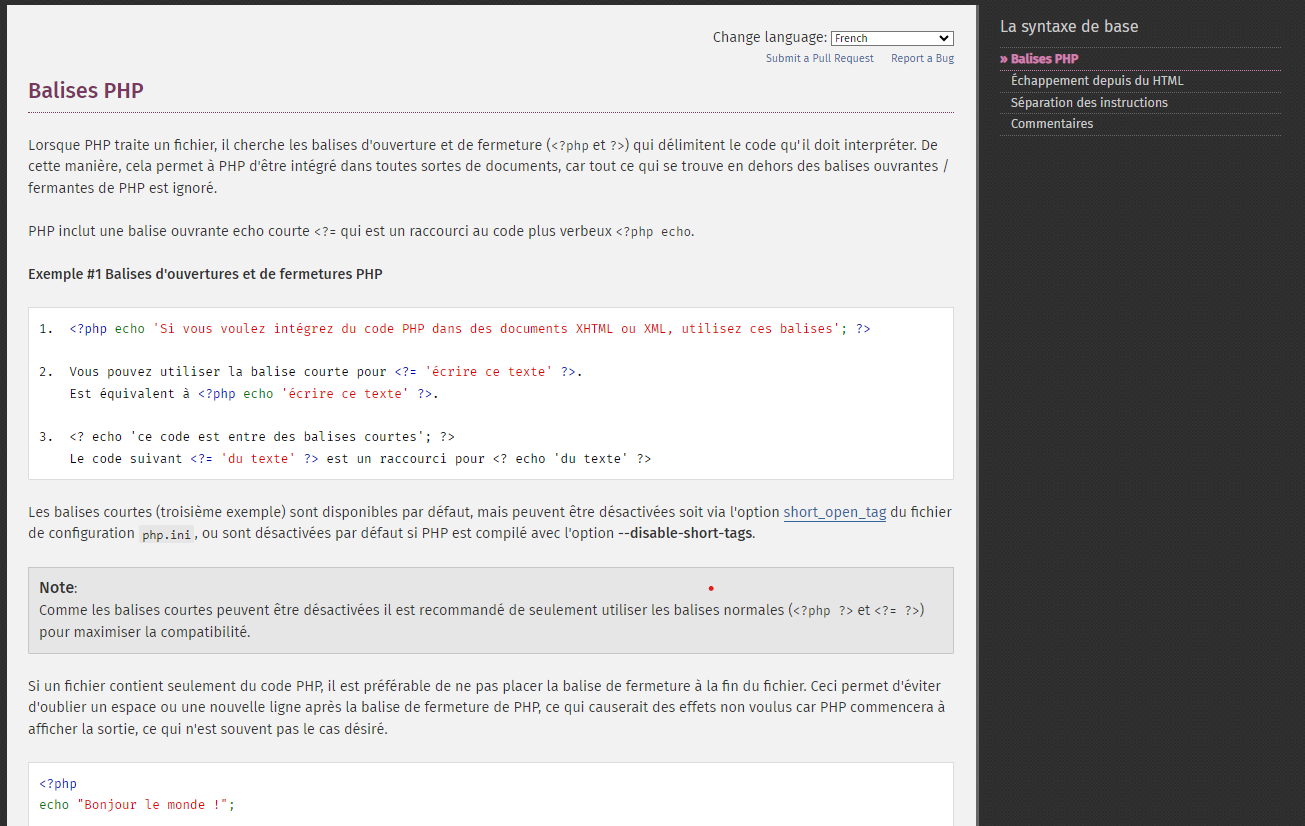 Change language: French
Submit a Pull Request Report a Bug
Balises PHP
Lorsque PHP traite un fichier, il cherche les balises d'ouverture et de fermeture (<?php et ?>) qui délimitent le code qu'il doit interpréter. De
cette manière, cela permet à PHP d'être intégré dans toutes sortes de documents, car tout ce qui se trouve en dehors des balises ouvrantes /
fermantes de PHP est ignoré.
PHP inclut une balise ouvrante echo courte <?= qui est un raccourci au code plus verbeux <?php echo.
Exemple #1 Balises d'ouvertures et de fermetures PHP
1. <?php echo 'Si vous voulez intégrez du code PHP dans des documents XHTML ou XML, utilisez ces balises'; ?>
2. Vous pouvez utiliser la balise courte pour <?= 'écrire ce texte' ?>.
Est équivalent à <?php echo 'écrire ce texte' ?>.
3. <? echo 'ce code est entre des balises courtes'; ?>
Le code suivant <?= 'du texte' ?> est un raccourci pour <? echo 'du texte' ?>
Les balises courtes (troisième exemple) sont disponibles par défaut, mais peuvent être désactivées soit via l'option short_open_tag du fichier
de configuration php.ini, ou sont désactivées par défaut si PHP est compilé avec l'option --disable-short-tags.
Note:
Comme les balises courtes peuvent être désactivées il est recommandé de seulement utiliser les balises normales (<?php ?> et <?= ?>)
pour maximiser la compatibilité.
Si un fichier contient seulement du code PHP, il est préférable de ne pas placer la balise de fermeture à la fin du fichier. Ceci permet d'éviter
d'oublier un espace ou une nouvelle ligne après la balise de fermeture de PHP, ce qui causerait des effets non voulus car PHP commencera à
afficher la sortie, ce qui n'est souvent pas le cas désiré.
<?php
echo "Bonjour le monde !";
La syntaxe de base
» Balises PHP
Échappement depuis du HTML
Séparation des instructions
Commentaires